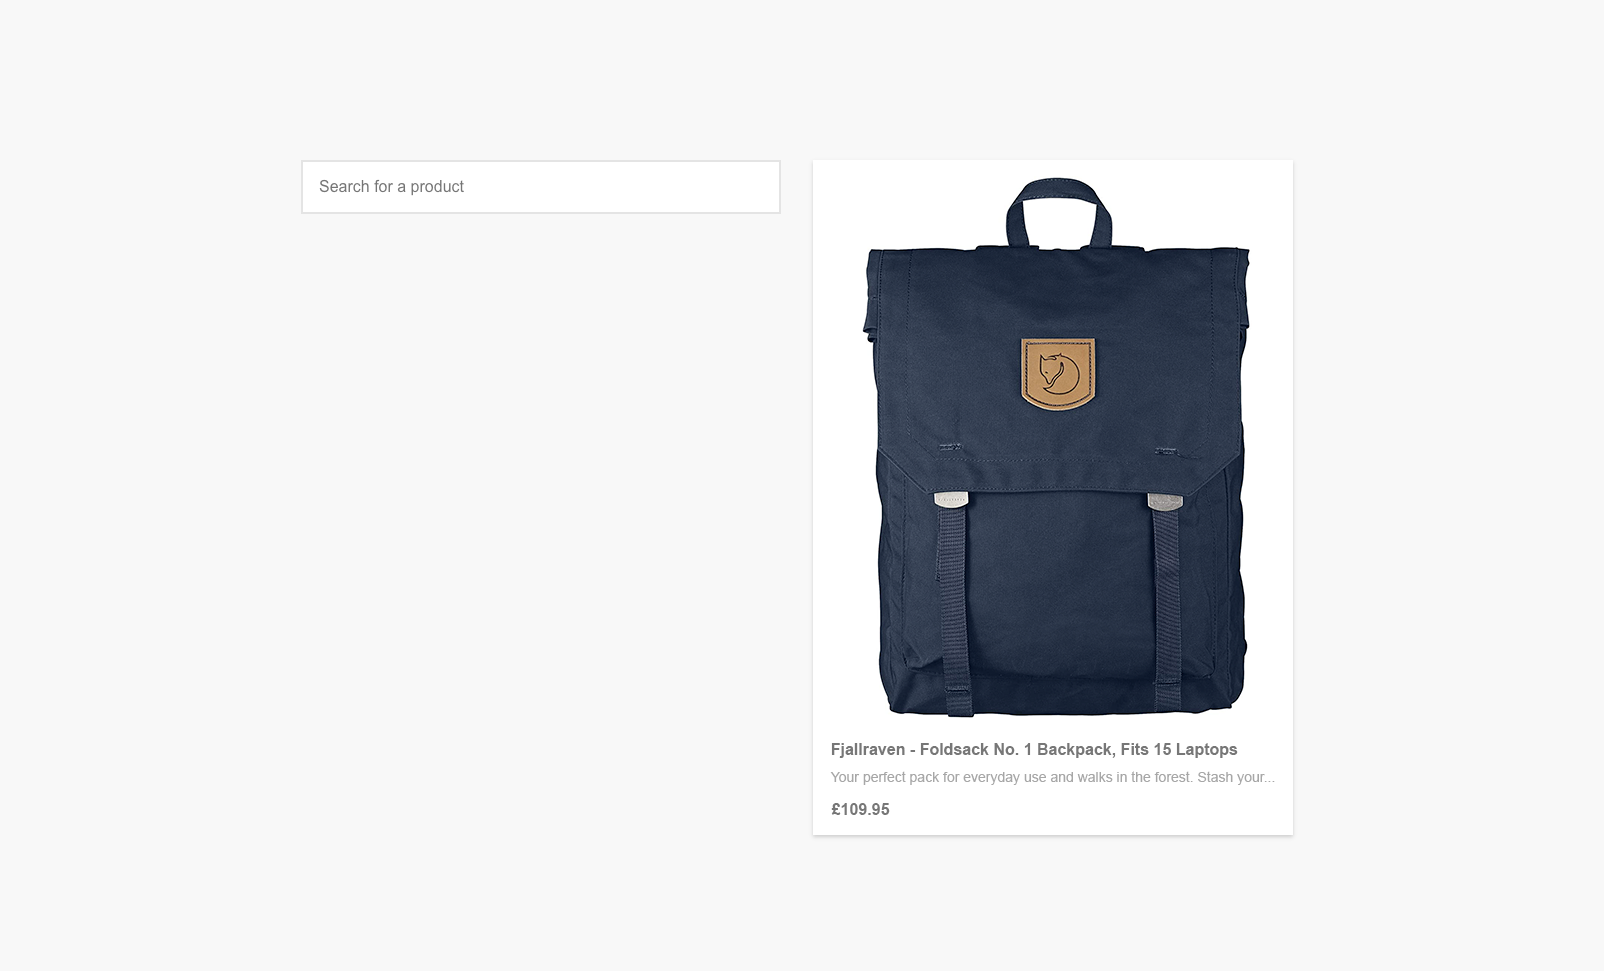 Search for a product
Fjallraven - Foldsack No. 1 Backpack, Fits 15 Laptops
Your perfect pack for everyday use and walks in the forest. Stash your...
£109.95